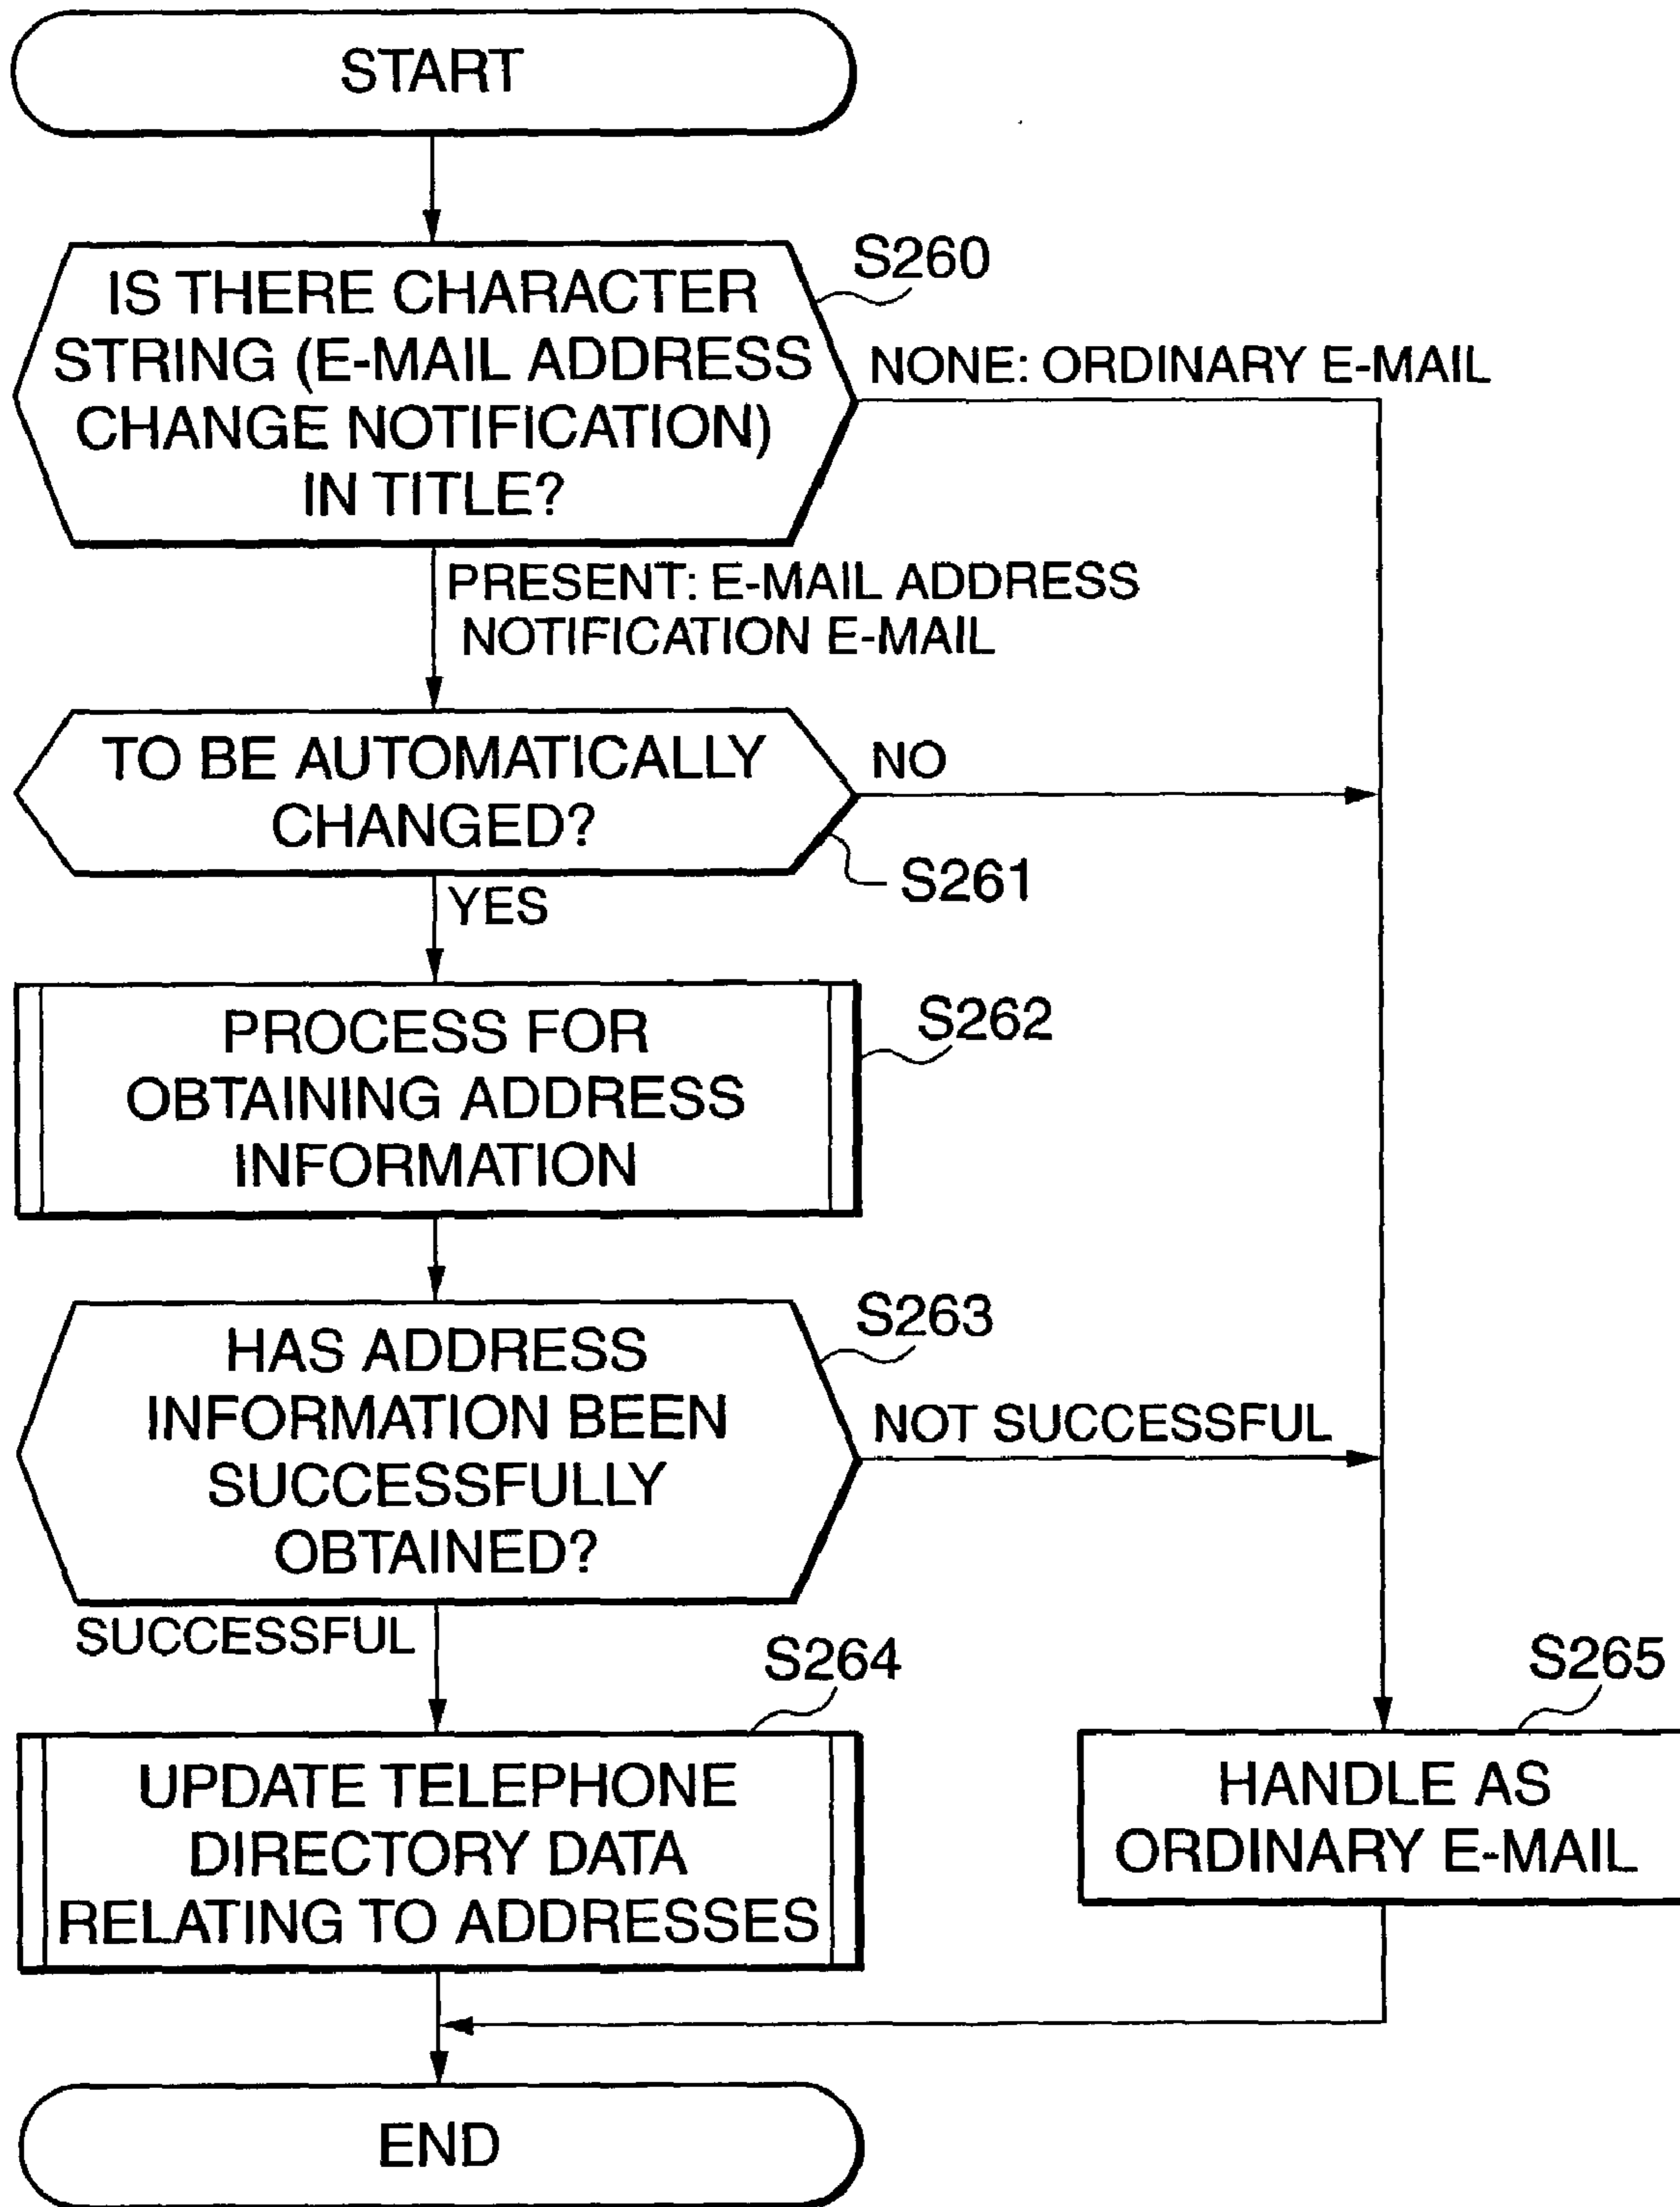 START
IS THERE CHARACTER
STRING (E-MAIL ADDRESS
CHANGE NOTIFICATION)
IN TITLE?
S260
NONE: ORDINARY E-MAIL
PRESENT: E-MAIL ADDRESS
NOTIFICATION E-MAIL
TO BE AUTOMATICALLY
CHANGED?
NO
S261
YES
PROCESS FOR
OBTAINING ADDRESS
INFORMATION
S262
HAS ADDRESS
INFORMATION BEEN
SUCCESSFULLY
OBTAINED?
S263
NOT SUCCESSFUL
SUCCESSFUL
S264
UPDATE TELEPHONE
DIRECTORY DATA
RELATING TO ADDRESSES
S265
HANDLE AS
ORDINARY E-MAIL
END